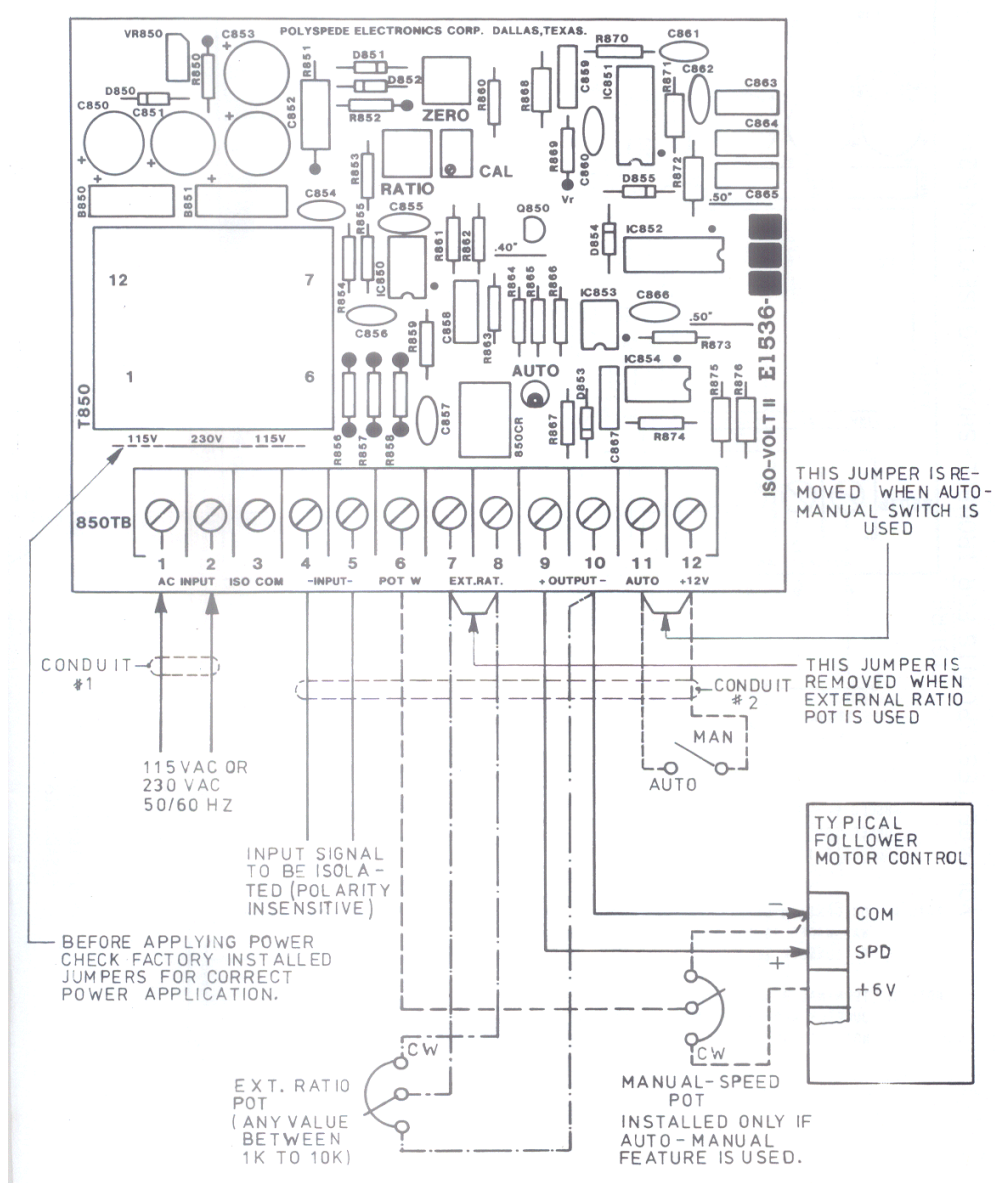 POLYSPEDE ELECTRONICS CORP. DALLAS, TEXAS.
VR850
C853
R850
R851
D851
D852
R852
ZERO
R860
R868
C859
R870
C861
IC851
R871
C862
C863
C864
C865
D850
C850
C851
C852
R853
RATIO
CAL
R869
C860
Vr
R872
D855
.50"
B850
B851
C854
R855
C855
R861
R862
Q850
.40"
D854
IC852
12
7
1
6
T850
R854
IC850
C856
R859
C858
R863
R864
R865
R866
IC853
C866
.50"
R873
E1536-
ISO-VOLT II
AUTO
IC854
R875
R876
R856
R857
R858
C857
850CR
R867
D853
C867
R874
115V
230V
115V
850TB
1 2 3 4 5 6 7 8 9 10 11 12
AC INPUT ISO COM -INPUT- POT W EXT.RAT. + OUTPUT - AUTO +12V
THIS JUMPER IS RE-
MOVED WHEN AUTO-
MANUAL SWITCH IS
USED
CONDUIT
#1
CONDUIT
#2
THIS JUMPER IS
REMOVED WHEN
EXTERNAL RATIO
POT IS USED
MAN
AUTO
115VAC OR
230 VAC
50/60 HZ
INPUT SIGNAL
TO BE ISOLA-
TED (POLARITY
INSENSITIVE)
TYPICAL
FOLLOWER
MOTOR CONTROL
- COM
+ SPD
+6V
BEFORE APPLYING POWER
CHECK FACTORY INSTALLED
JUMPERS FOR CORRECT
POWER APPLICATION.
CW
CW
EXT. RATIO
POT
(ANY VALUE
BETWEEN
1K TO 10K)
MANUAL-SPEED
POT
INSTALLED ONLY IF
AUTO-MANUAL
FEATURE IS USED.